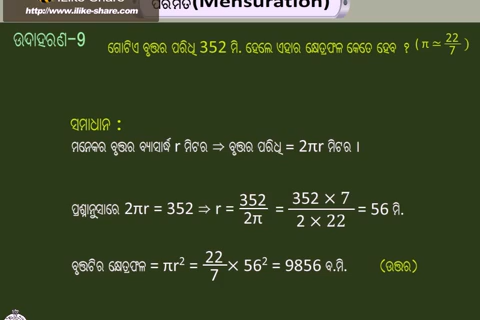 http://www.ilike-share.com
ପରିମିତି(Mensuration)
ଉଦାହରଣ-9
ଗୋଟିଏ ବୃତ୍ତର ପରିଧି 352 ମି. ହେଲେ ଏହାର କ୍ଷେତ୍ରଫଳ କେତେ ହେବ ? (π ≃ 22/7)
ସମାଧାନ :
ମନେକର ବୃତ୍ତର ବ୍ୟାସାର୍ଦ୍ଧ r ମିଟର ⇒ ବୃତ୍ତର ପରିଧି = 2πr ମିଟର ।
ପ୍ରଶ୍ନାନୁସାରେ 2πr = 352 ⇒ r = 352/2π = (352 × 7)/(2 × 22) = 56 ମି.
ବୃତ୍ତଟିର କ୍ଷେତ୍ରଫଳ = πr² = 22/7 × 56² = 9856 ବ.ମି. (ଉତ୍ତର)